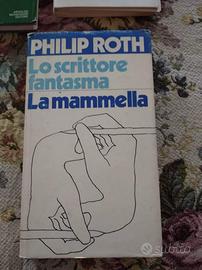 PHILIP ROTH
Lo scrittore
fantasma
La mammella
subito